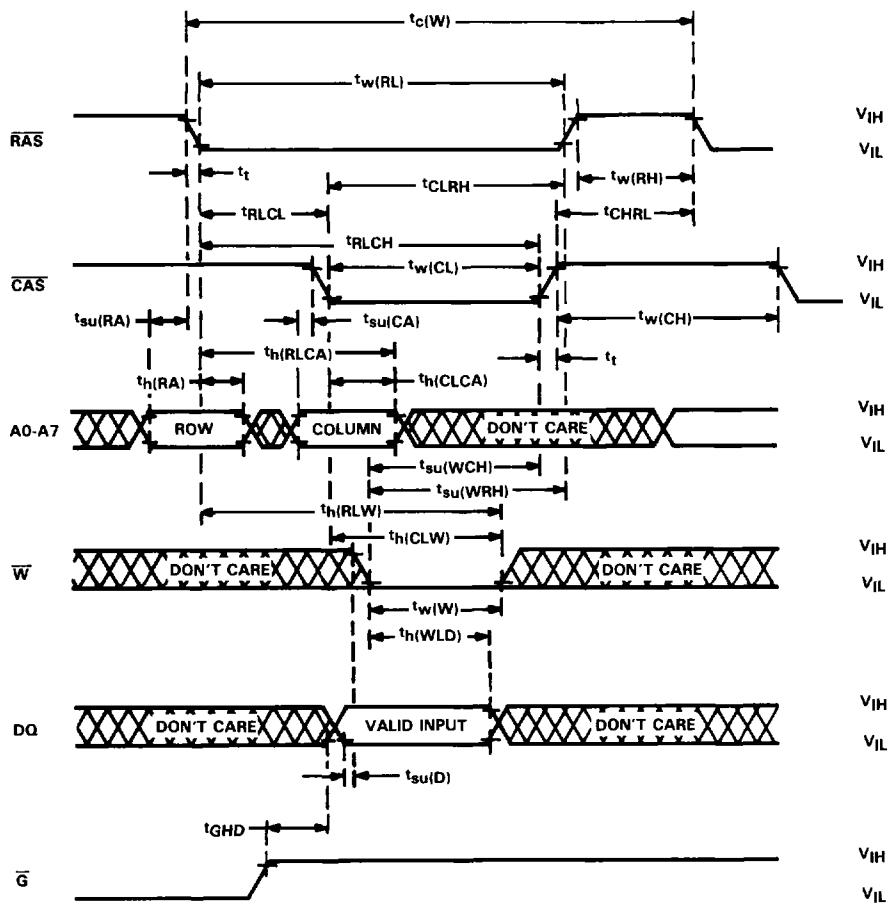 tc(W)
tw(RL)
RAS
VIH
VIL
tt
tCLRH
tw(RH)
tRLCL
tCHRL
tRLCH
CAS
tw(CL)
VIH
VIL
tsu(RA)
tsu(CA)
tw(CH)
th(RLCA)
tt
th(RA)
th(CLCA)
A0-A7
ROW
COLUMN
DON'T CARE
VIH
VIL
tsu(WCH)
tsu(WRH)
th(RLW)
th(CLW)
W
DON'T CARE
DON'T CARE
VIH
VIL
tw(W)
th(WLD)
DQ
DON'T CARE
VALID INPUT
DON'T CARE
VIH
VIL
tsu(D)
tGHD
G
VIH
VIL